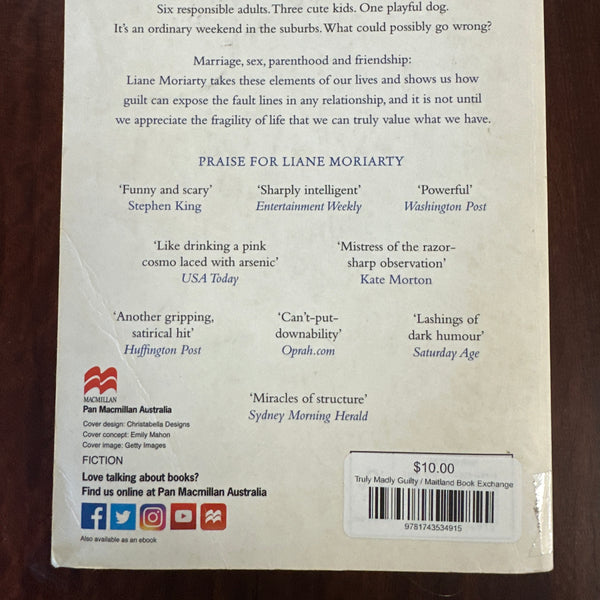 Six responsible adults. Three cute kids. One playful dog.
It's an ordinary weekend in the suburbs. What could possibly go wrong?
Marriage, sex, parenthood and friendship:
Liane Moriarty takes these elements of our lives and shows us how
guilt can expose the fault lines in any relationship, and it is not until
we appreciate the fragility of life that we can truly value what we have.
PRAISE FOR LIANE MORIARTY
'Funny and scary'
Stephen King
'Sharply intelligent'
Entertainment Weekly
'Powerful'
Washington Post
'Like drinking a pink
cosmo laced with arsenic'
USA Today
'Mistress of the razor-
sharp observation'
Kate Morton
'Another gripping,
satirical hit'
Huffington Post
'Can't-put-
downability'
Oprah.com
'Lashings of
dark humour'
Saturday Age
'Miracles of structure'
Sydney Morning Herald
MACMILLAN
Pan Macmillan Australia
Cover design: Christabella Designs
Cover concept: Emily Mahon
Cover image: Getty Images
FICTION
Love talking about books?
Find us online at Pan Macmillan Australia
Also available as an ebook
$10.00
Truly Madly Guilty / Maitland Book Exchange
9781743534915